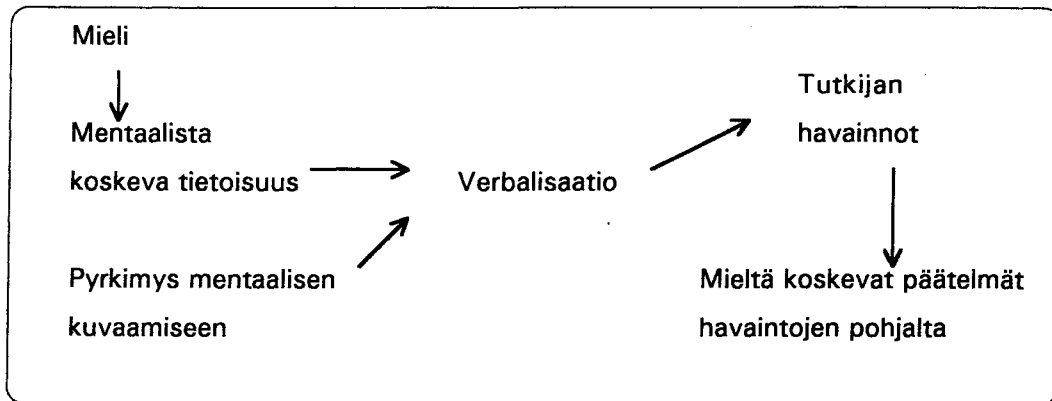 Mieli
Mentaalista
koskeva tietoisuus
Pyrkimys mentaalisen
kuvaamiseen
Verbalisaatio
Tutkijan
havainnot
Mieltä koskevat päätelmät
havaintojen pohjalta